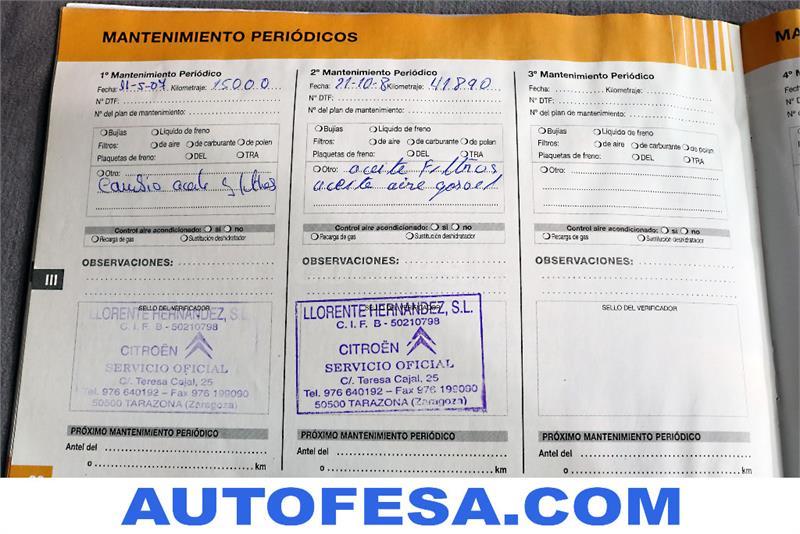 MANTENIMIENTO PERIÓDICOS
1º Mantenimiento Periódico
Fecha: 11-5-07 Kilometraje: 15000
Nº DTF:
Nº del plan de mantenimiento:
Bujías Líquido de freno
Filtros: de aire de carburante de polen
Plaquetas de freno: DEL TRA
Otro:
Cambio aceite y filtros
Control aire acondicionado: si no
Recarga de gas Sustitución deshidratador
OBSERVACIONES:
SELLO DEL VERIFICADOR
LLORENTE HERNANDEZ, S.L.
C. I. F. B - 50210798
CITROËN
SERVICIO OFICIAL
C/. Teresa Cajal, 25
Tel. 976 640192 – Fax 976 199090
50500 TARAZONA (Zaragoza)
PRÓXIMO MANTENIMIENTO PERIÓDICO
Antel del
o km
2º Mantenimiento Periódico
Fecha: 21-10-8 Kilometraje: 41890
Nº DTF:
Nº del plan de mantenimiento:
Bujías Líquido de freno
Filtros: de aire de carburante de polen
Plaquetas de freno: DEL TRA
Otro: aceite Filtros
aceite aire gasoel
Control aire acondicionado: si no
Recarga de gas Sustitución deshidratador
OBSERVACIONES:
LLORENTE HERNANDEZ, S.L.
C. I. F. B - 50210798
CITROËN
SERVICIO OFICIAL
C/. Teresa Cajal, 25
Tel. 976 640192 – Fax 976 199090
50500 TARAZONA (Zaragoza)
PRÓXIMO MANTENIMIENTO PERIÓDICO
Antel del
o km
3º Mantenimiento Periódico
Fecha: Kilometraje:
Nº DTF:
Nº del plan de mantenimiento:
Bujías Líquido de freno
Filtros: de aire de carburante de polen
Plaquetas de freno: DEL TRA
Otro:
Control aire acondicionado: si no
Recarga de gas Sustitución deshidratador
OBSERVACIONES:
SELLO DEL VERIFICADOR
PRÓXIMO MANTENIMIENTO PERIÓDICO
Antel del
o km
III
AUTOFESA.COM